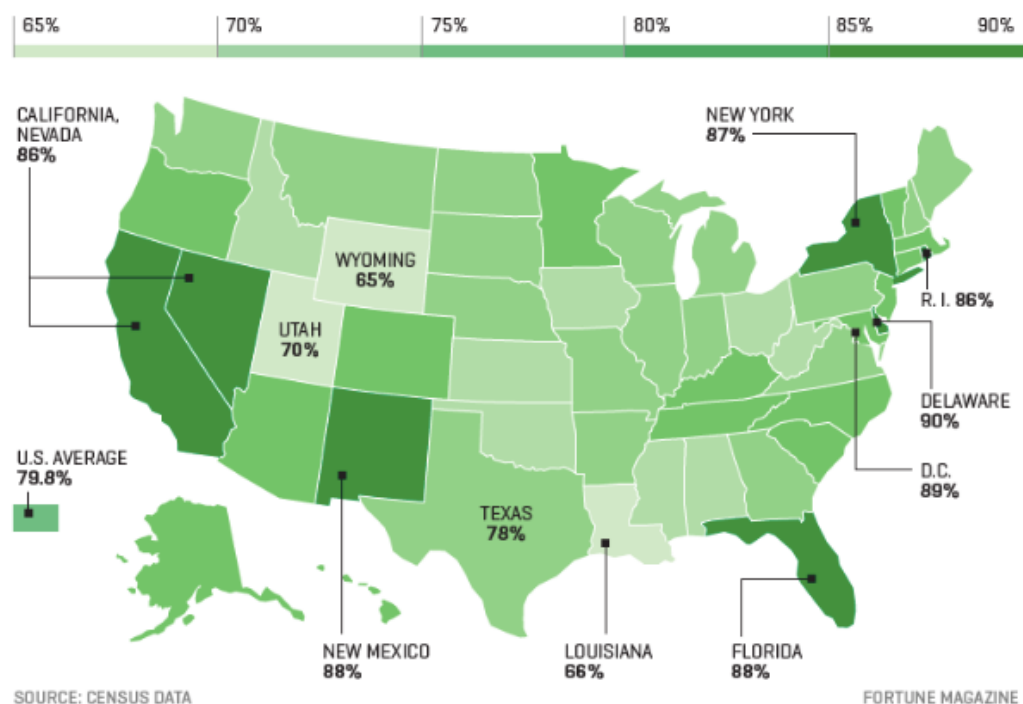 65%
70%
75%
80%
85%
90%
CALIFORNIA,
NEVADA
86%
NEW YORK
87%
WYOMING
65%
R. I. 86%
UTAH
70%
DELAWARE
90%
U.S. AVERAGE
79.8%
D.C.
89%
TEXAS
78%
NEW MEXICO
88%
LOUISIANA
66%
FLORIDA
88%
SOURCE: CENSUS DATA
FORTUNE MAGAZINE